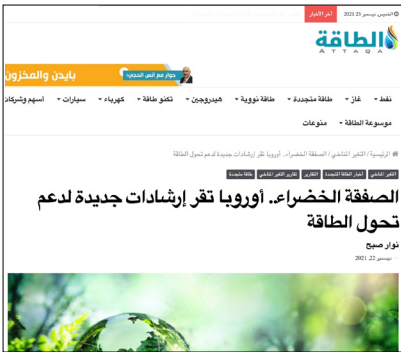 الخميس, ديسمبر 23 2021
أخر الأخبار
الطاقة
ATTAQA
حوار مع أنس الحجي:
بايدن والمخزون
نفط
غاز
طاقة متجددة
طاقة نووية
هيدروجين
تكنو طاقة
كهرباء
سيارات
أسهم وشركات
موسوعة الطاقة
منوعات
الرئيسية / التغير المناخي / الصفقة الخضراء.. أوروبا تقر إرشادات جديدة لدعم تحول الطاقة
التغير المناخي
أخبار الطاقة المتجددة
التقارير
تقارير التغير المناخي
طاقة متجددة
الصفقة الخضراء.. أوروبا تقر إرشادات جديدة لدعم
تحول الطاقة
نوار صبح
ديسمبر 22, 2021